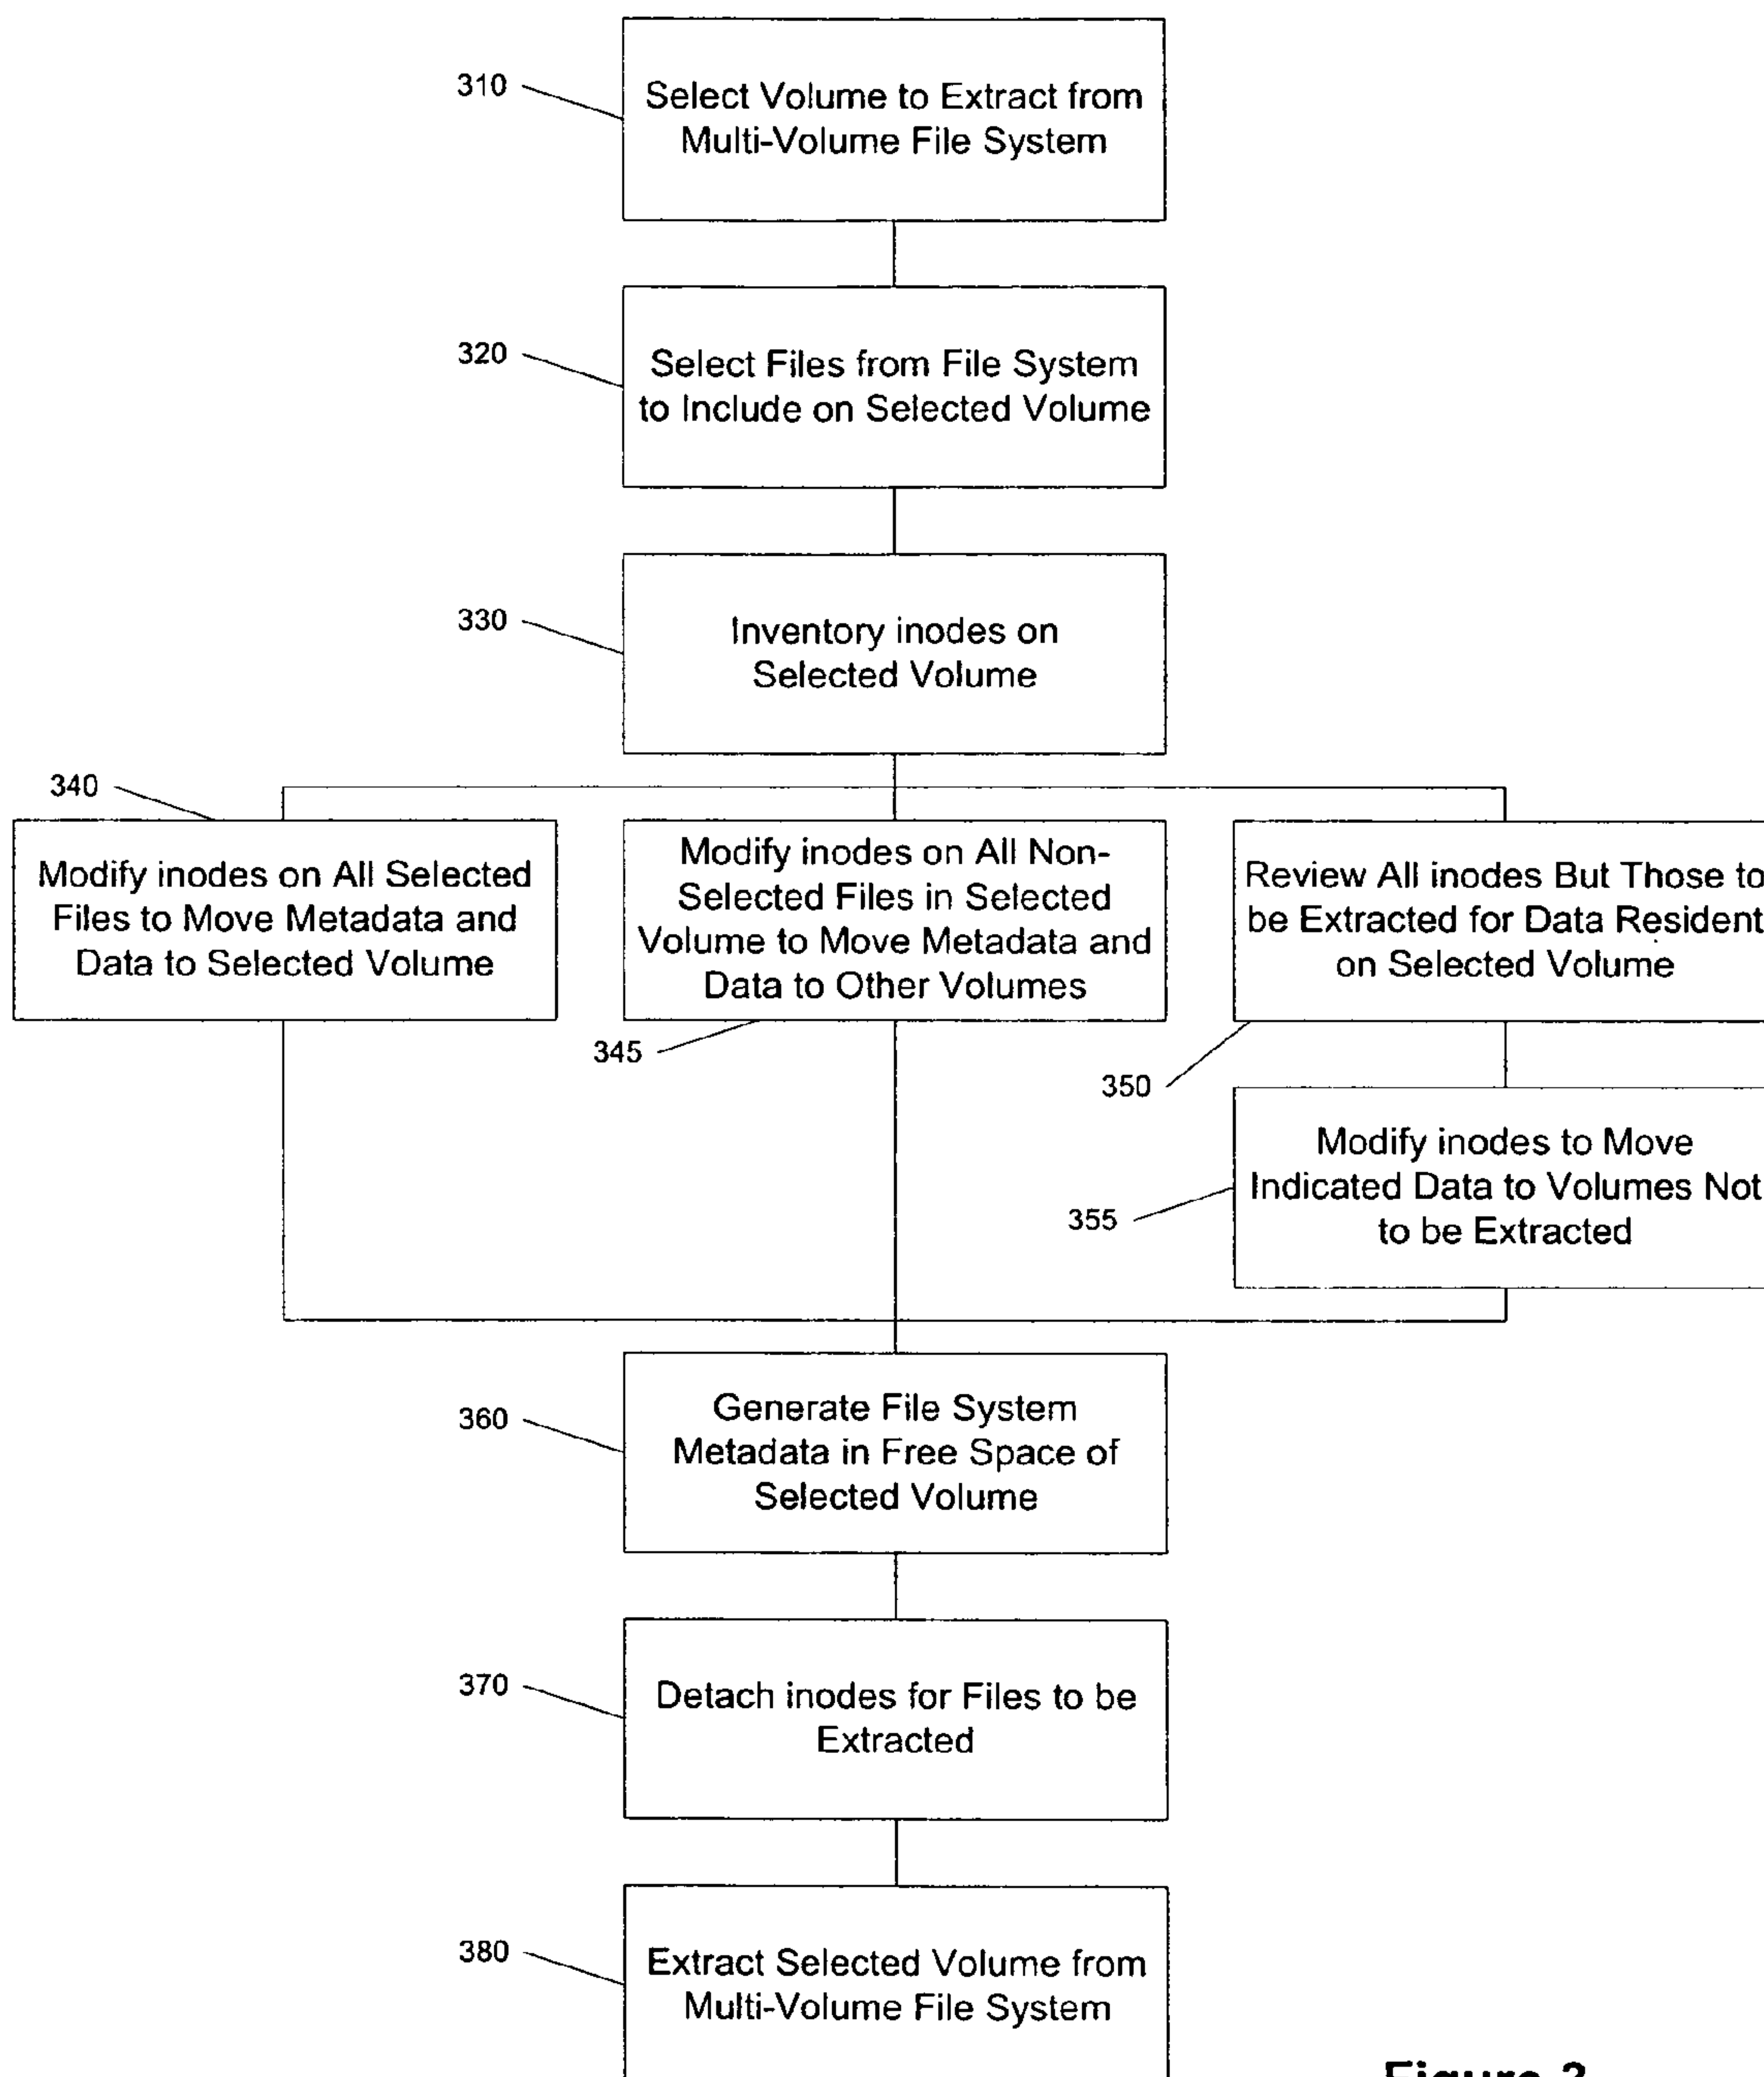 310
Select Volume to Extract from
Multi-Volume File System
320
Select Files from File System
to Include on Selected Volume
330
Inventory inodes on
Selected Volume
340
Modify inodes on All Selected
Files to Move Metadata and
Data to Selected Volume
Modify inodes on All Non-
Selected Files in Selected
Volume to Move Metadata and
Data to Other Volumes
345
Review All inodes But Those to
be Extracted for Data Resident
on Selected Volume
350
Modify inodes to Move
Indicated Data to Volumes Not
to be Extracted
355
360
Generate File System
Metadata in Free Space of
Selected Volume
370
Detach inodes for Files to be
Extracted
380
Extract Selected Volume from
Multi-Volume File System
Figure